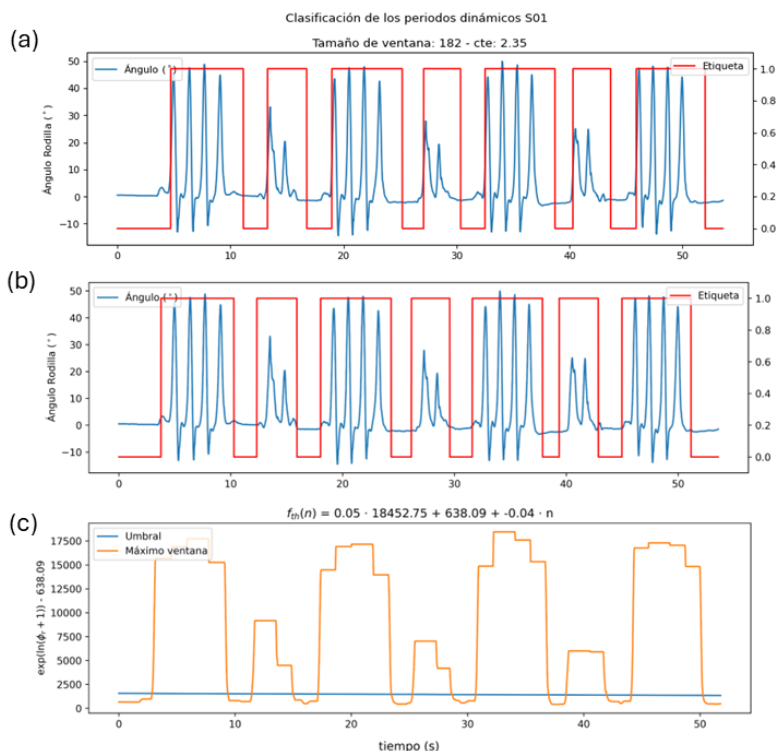 Clasificación de los periodos dinámicos S01
(a)
Tamaño de ventana: 182 - cte: 2.35
Ángulo (°)
Etiqueta
Ángulo Rodilla (°)
50
40
30
20
10
0
−10
1.0
0.8
0.6
0.4
0.2
0.0
0 10 20 30 40 50
(b)
Ángulo (°)
Etiqueta
Ángulo Rodilla (°)
50
40
30
20
10
0
−10
1.0
0.8
0.6
0.4
0.2
0.0
0 10 20 30 40 50
(c)
f_th(n) = 0.05 · 18452.75 + 638.09 + -0.04 · n
Umbral
Máximo ventana
exp(ln(ϕ_r + 1)) - 638.09
17500
15000
12500
10000
7500
5000
2500
0
0 10 20 30 40 50
tiempo (s)